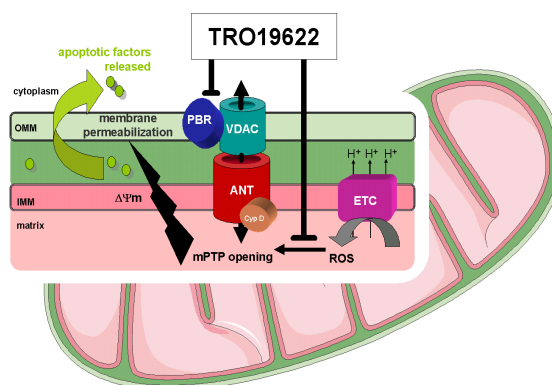 TRO19622
apoptotic factors
released
cytoplasm
OMM
membrane
permeabilization
PBR
VDAC
H+ H+ H+
IMM
ΔΨm
ANT
ETC
Cyp D
matrix
mPTP opening
ROS